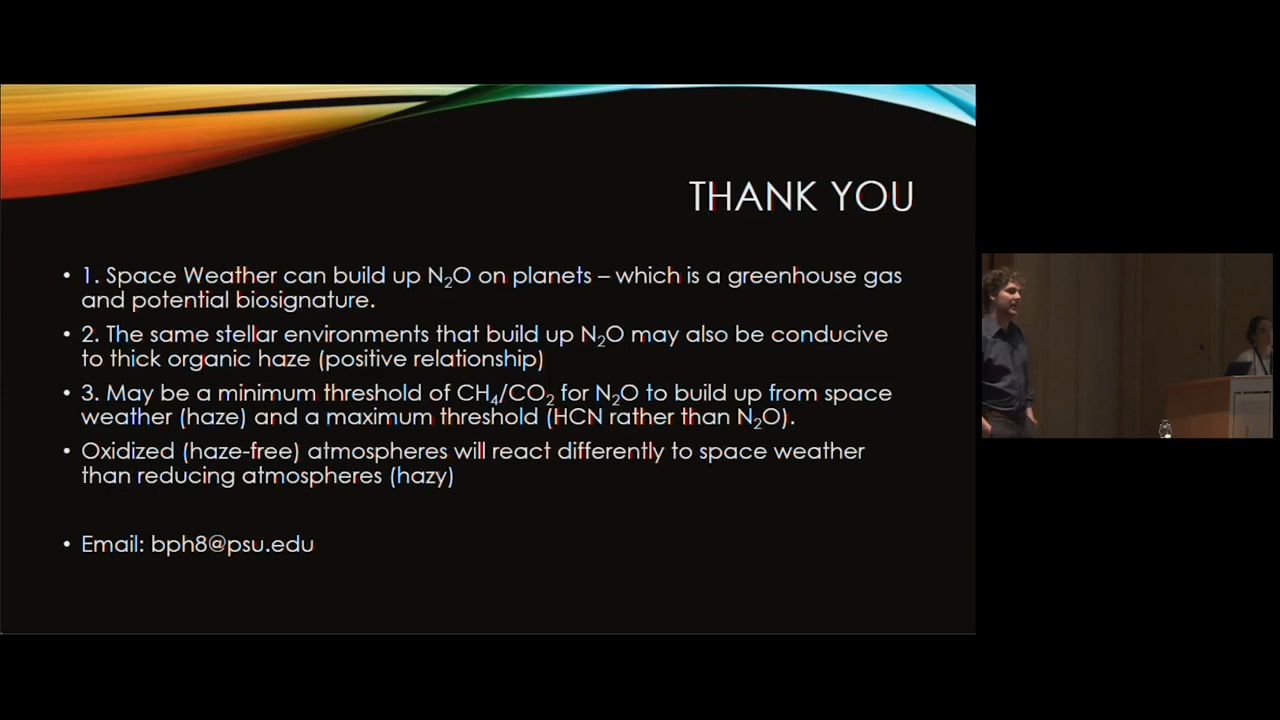 THANK YOU
• 1. Space Weather can build up N₂O on planets – which is a greenhouse gas
and potential biosignature.
• 2. The same stellar environments that build up N₂O may also be conducive
to thick organic haze (positive relationship)
• 3. May be a minimum threshold of CH₄/CO₂ for N₂O to build up from space
weather (haze) and a maximum threshold (HCN rather than N₂O).
• Oxidized (haze-free) atmospheres will react differently to space weather
than reducing atmospheres (hazy)
• Email: bph8@psu.edu